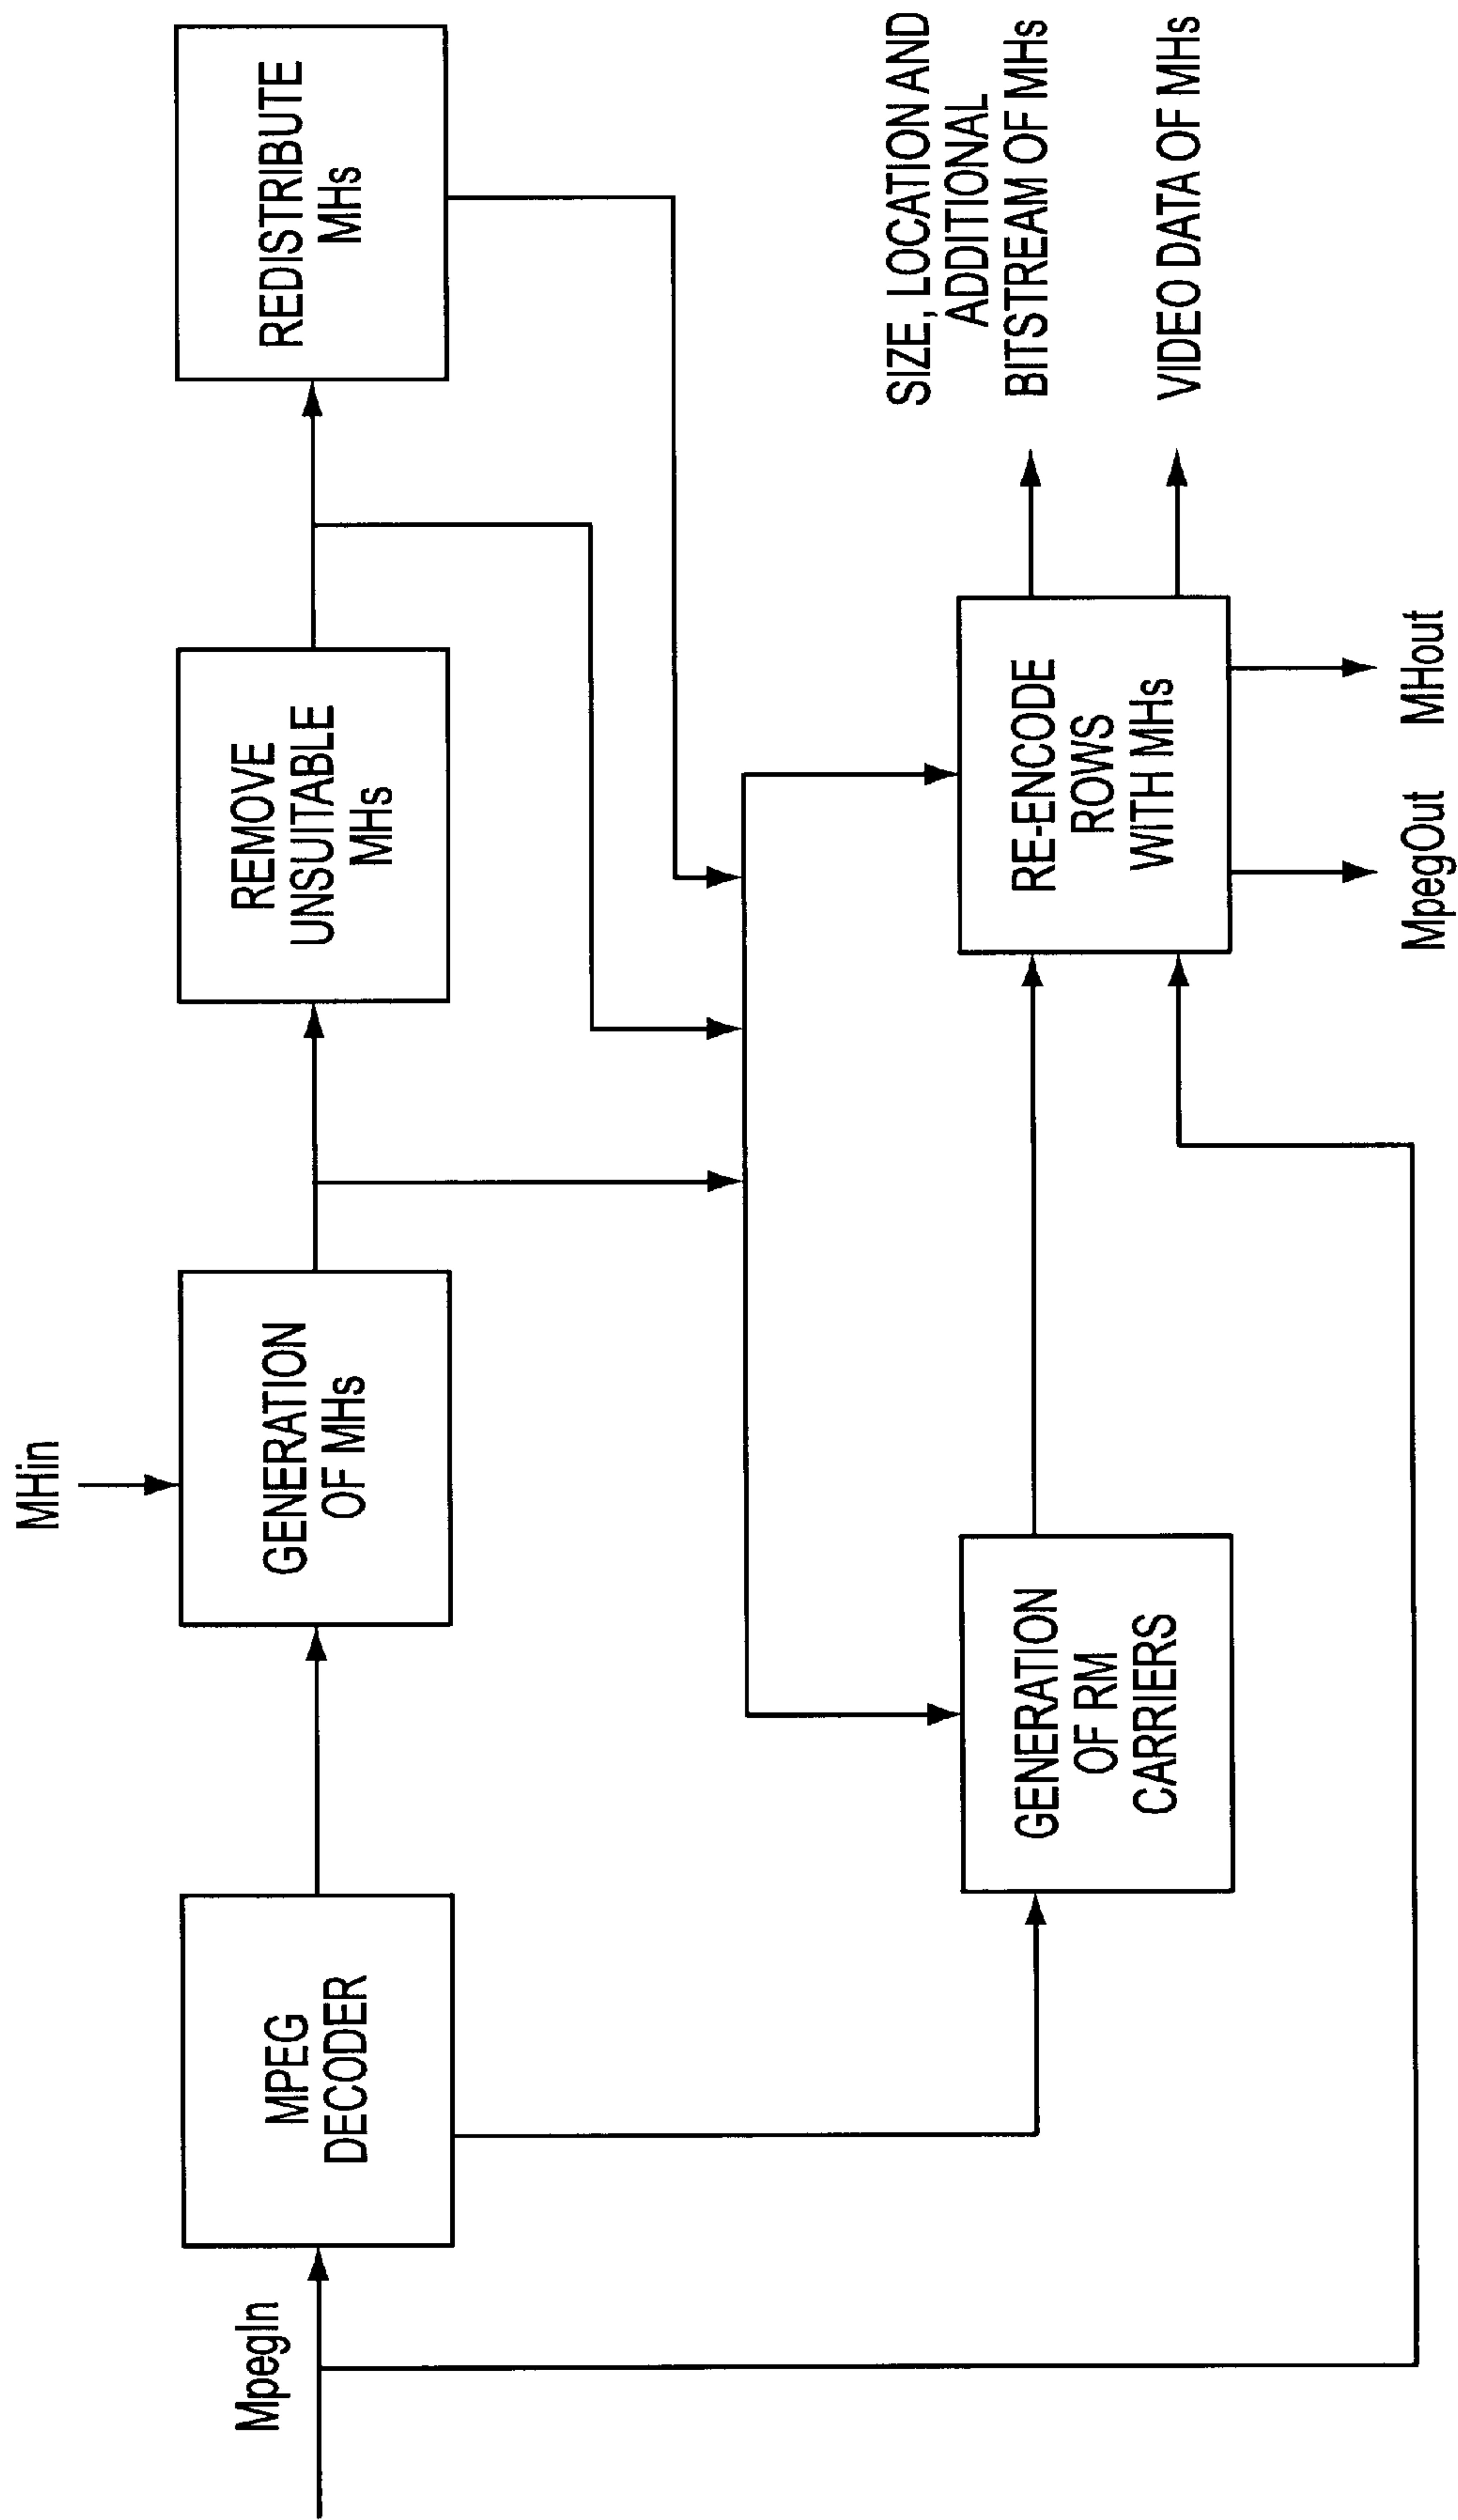 MHin
MpegIn
MPEG
DECODER
GENERATION
OF MHs
REMOVE
UNSUITABLE
MHs
REDISTRIBUTE
MHs
GENERATION
OF RM
CARRIERS
RE-ENCODE
ROWS
WITH MHs
SIZE, LOCATION AND
ADDITIONAL
BITSTREAM OF MHs
VIDEO DATA OF MHs
MpegOut
MHout